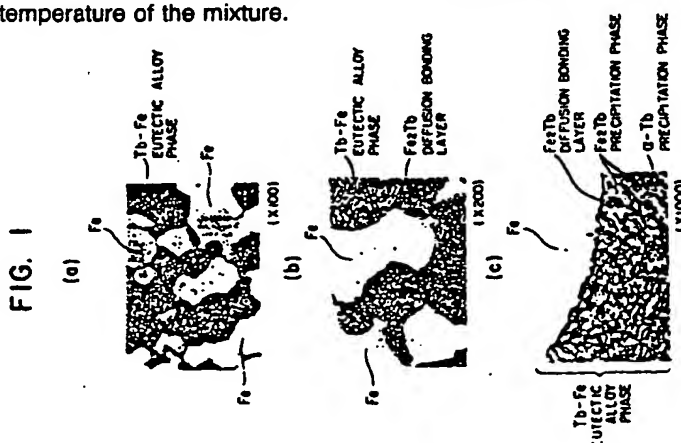 temperature of the mixture.
FIG. 1
(a)
Fe
Tb-Fe
EUTECTIC ALLOY
PHASE
Fe
Fe
(X100)
(b)
Fe
Tb-Fe
EUTECTIC ALLOY
PHASE
Fe2Tb
DIFFUSION BONDING
LAYER
Fe
(X200)
(c)
Fe
Fe2Tb
DIFFUSION BONDING
LAYER
Fe2Tb
PRECIPITATION PHASE
α-Tb
PRECIPITATION PHASE
Tb-Fe
EUTECTIC
ALLOY
PHASE
(X1000)